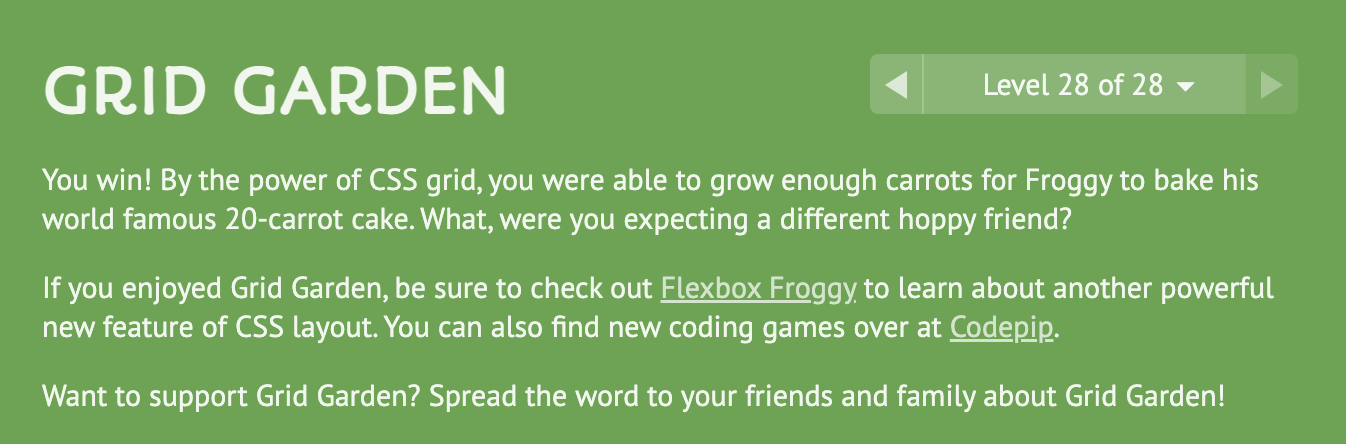 GRID GARDEN
Level 28 of 28
You win! By the power of CSS grid, you were able to grow enough carrots for Froggy to bake his
world famous 20-carrot cake. What, were you expecting a different hoppy friend?
If you enjoyed Grid Garden, be sure to check out Flexbox Froggy to learn about another powerful
new feature of CSS layout. You can also find new coding games over at Codepip.
Want to support Grid Garden? Spread the word to your friends and family about Grid Garden!